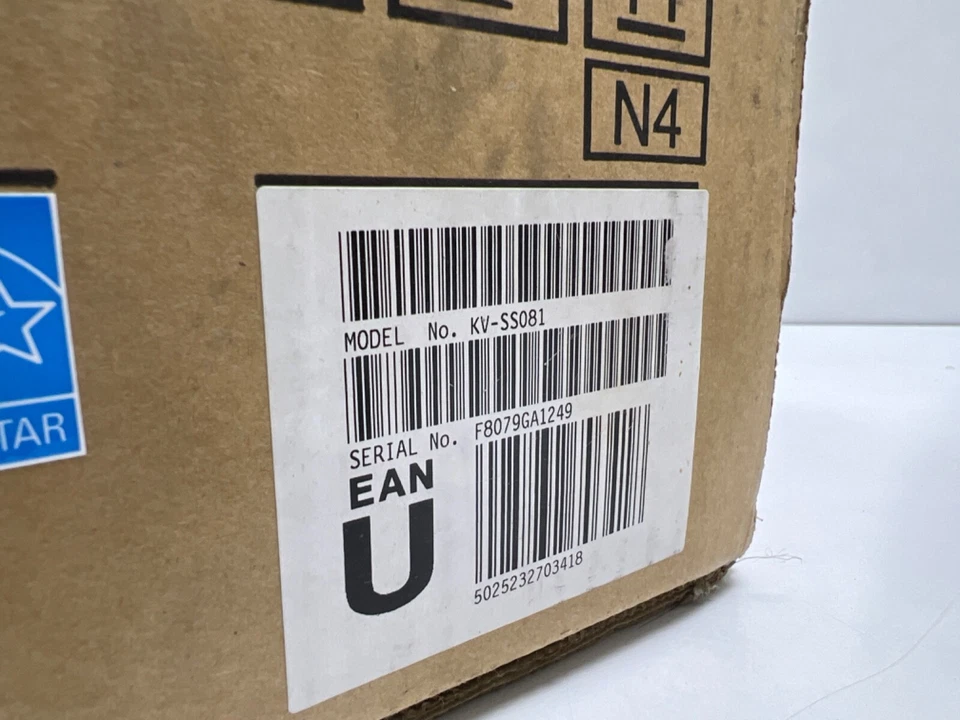 N4
MODEL No. KV-SS081
SERIAL No. F8079GA1249
EAN
U
5025232703418
TAR